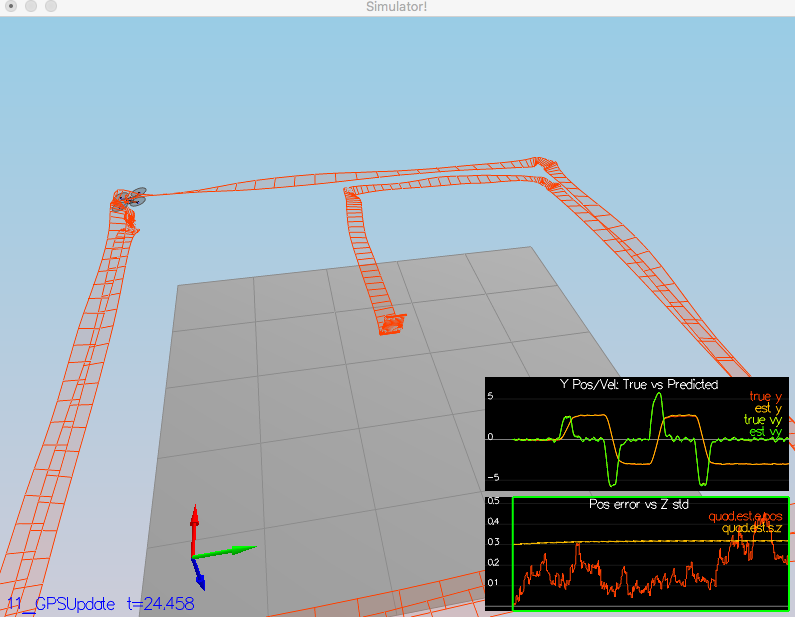 Simulator!
Y Pos/Vel: True vs Predicted
5
true y
est y
true vy
0
est vy
-5
Pos error vs Z std
0.5
0.4
quad.est.e.pos
quad.est.s.z
0.3
0.2
0.1
11_GPSUpdate t=24.458